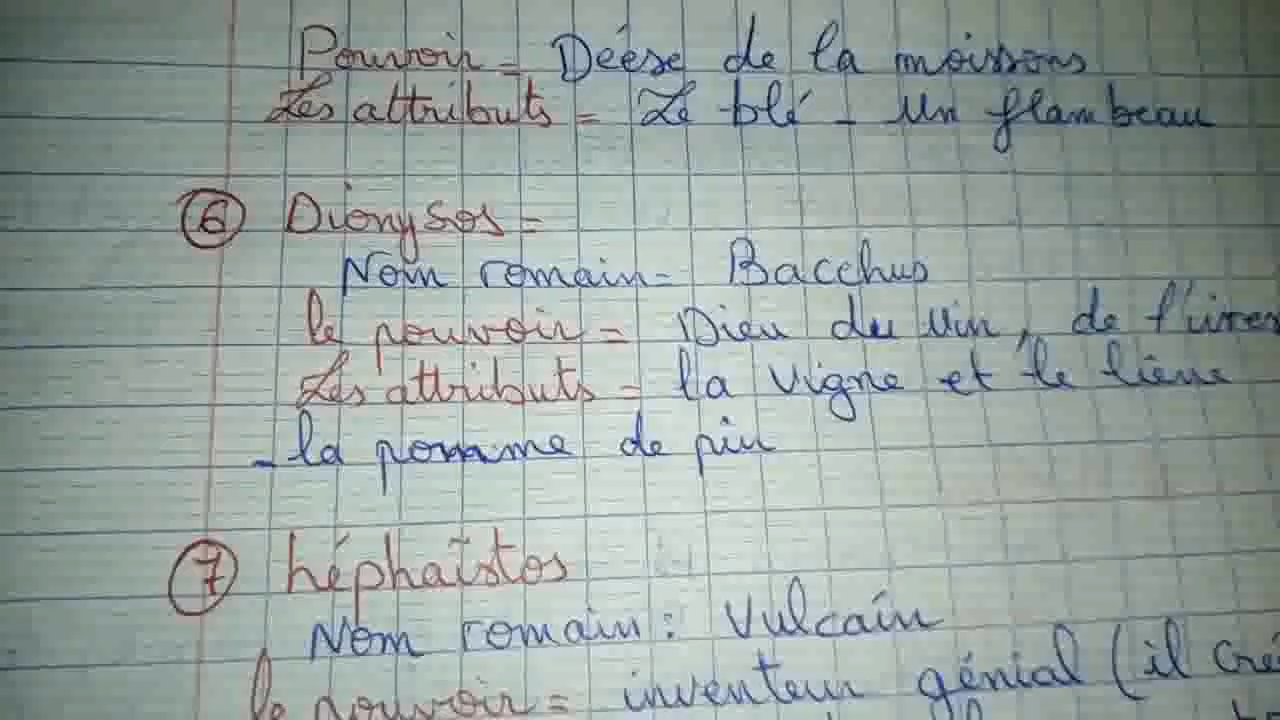 Pouvoir = Déese de la moissons
Les attributs = Le blé - Un flambeau
⑥ Dionysos =
Nom romain = Bacchus
le pouvoir = Dieu du vin, de l'ivres
Les attributs = la vigne et le liène
- la pomme de pin
⑦ héphaïstos
Nom romain : Vulcain
le pouvoir = inventeur génial (il cré